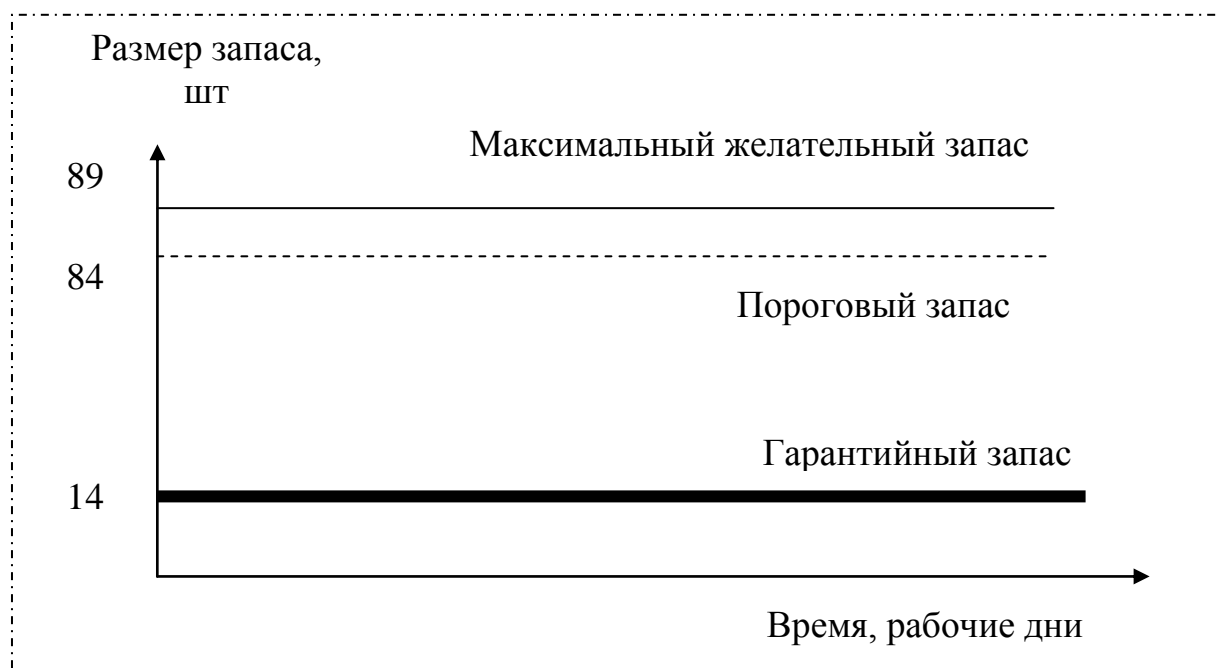 Размер запаса,
шт
Максимальный желательный запас
89
84
Пороговый запас
Гарантийный запас
14
Время, рабочие дни